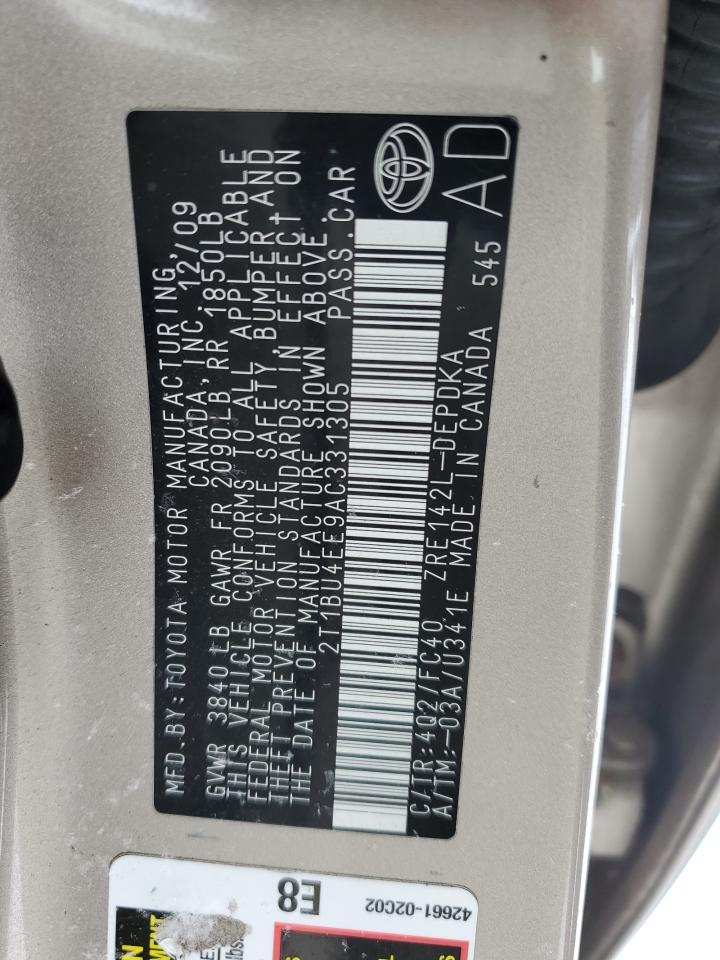 MFD.BY:TOYOTA MOTOR MANUFACTURING,
CANADA,INC. 12/09
GVWR 3840LB GAWR FR 2090LB RR 1850LB
THIS VEHICLE CONFORMS TO ALL APPLICABLE
FEDERAL MOTOR VEHICLE SAFETY, BUMPER, AND
THEFT PREVENTION STANDARDS IN EFFECT ON
THE DATE OF MANUFACTURE SHOWN ABOVE.
2T1BU4EE9AC331305 PASS.CAR
C/TR:4Q2/FC40 ZRE142L-DEPDKA
A/TM:-03A/U341E MADE IN CANADA 545
AD
E8
42661-02C02